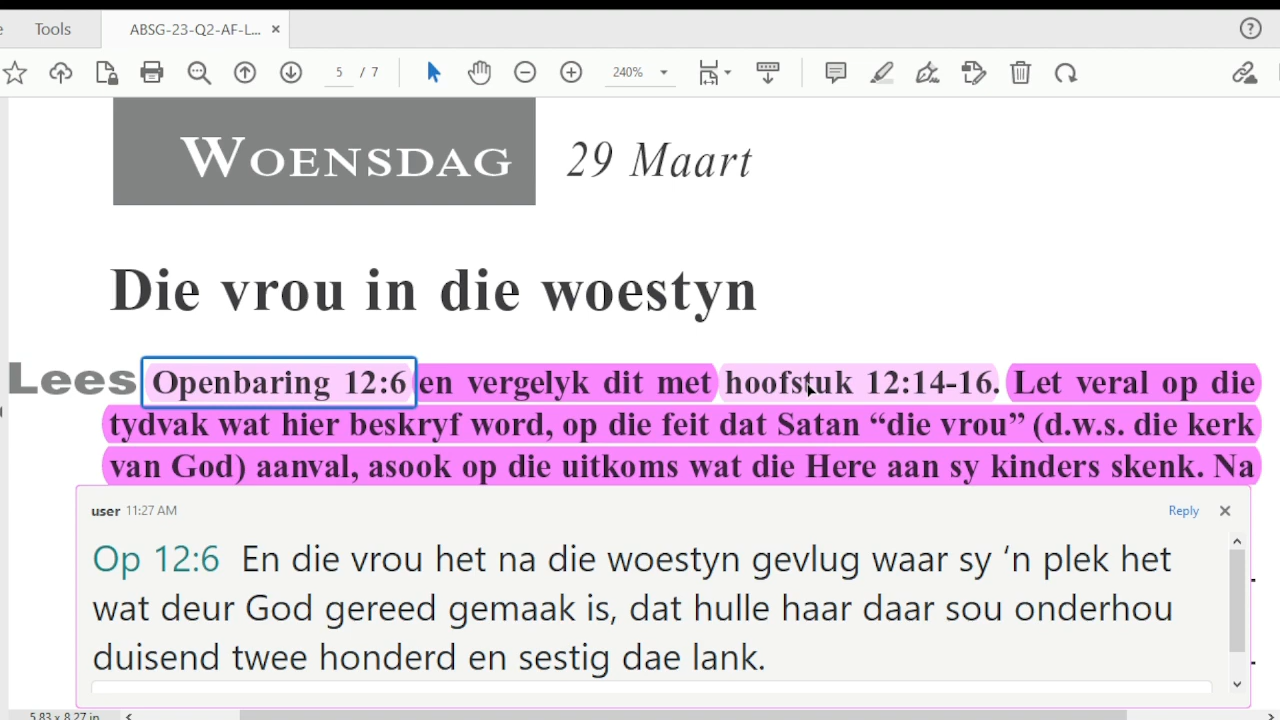 Tools
ABSG-23-Q2-AF-L... ×
5 / 7
240%
WOENSDAG 29 Maart
Die vrou in die woestyn
Lees Openbaring 12:6 en vergelyk dit met hoofstuk 12:14-16. Let veral op die
tydvak wat hier beskryf word, op die feit dat Satan “die vrou” (d.w.s. die kerk
van God) aanval, asook op die uitkoms wat die Here aan sy kinders skenk. Na
user 11:27 AM Reply ×
Op 12:6 En die vrou het na die woestyn gevlug waar sy ‘n plek het
wat deur God gereed gemaak is, dat hulle haar daar sou onderhou
duisend twee honderd en sestig dae lank.
5.83 x 8.27 in